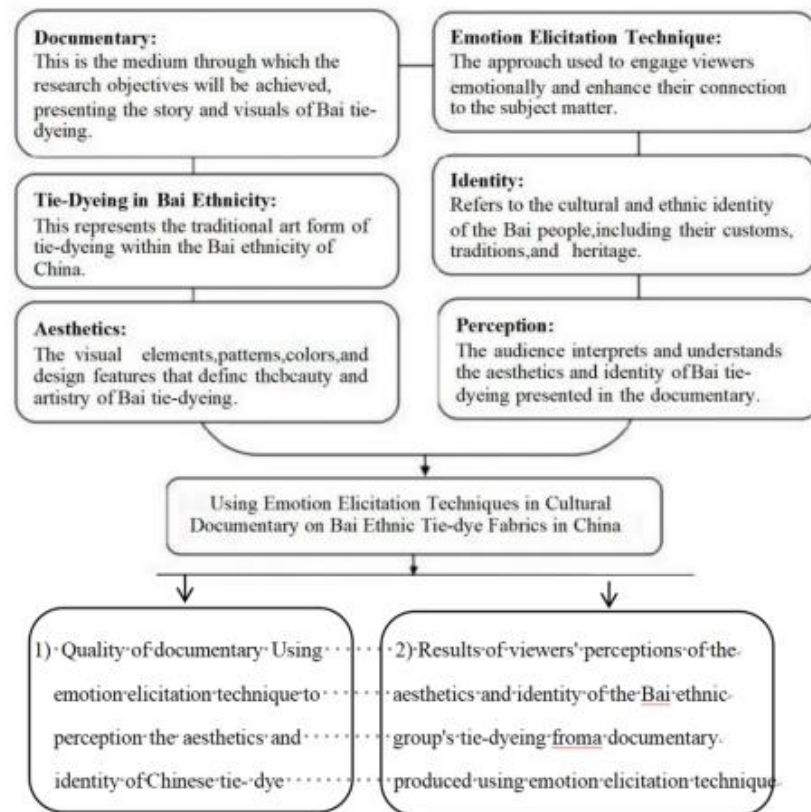 Documentary:
This is the medium through which the
research objectives will be achieved,
presenting the story and visuals of Bai tie-
dyeing.
Emotion Elicitation Technique:
The approach used to engage viewers
emotionally and enhance their connection
to the subject matter.
Tie-Dyeing in Bai Ethnicity:
This represents the traditional art form of
tie-dyeing within the Bai ethnicity of
China.
Identity:
Refers to the cultural and ethnic identity
of the Bai people,including their customs,
traditions,and heritage.
Aesthetics:
The visual elements,patterns,colors,and
design features that definc thcbcauty and
artistry of Bai tie-dyeing.
Perception:
The audience interprets and understands
the aesthetics and identity of Bai tie-
dyeing presented in the documentary.
Using Emotion Elicitation Techniques in Cultural
Documentary on Bai Ethnic Tie-dye Fabrics in China
1) Quality of documentary Using
emotion elicitation technique to
perception the aesthetics and
identity of Chinese tie- dye
2) Results of viewers' perceptions of the
aesthetics and identity of the Bai ethnic
group's tie-dyeing froma documentary
produced using emotion elicitation technique